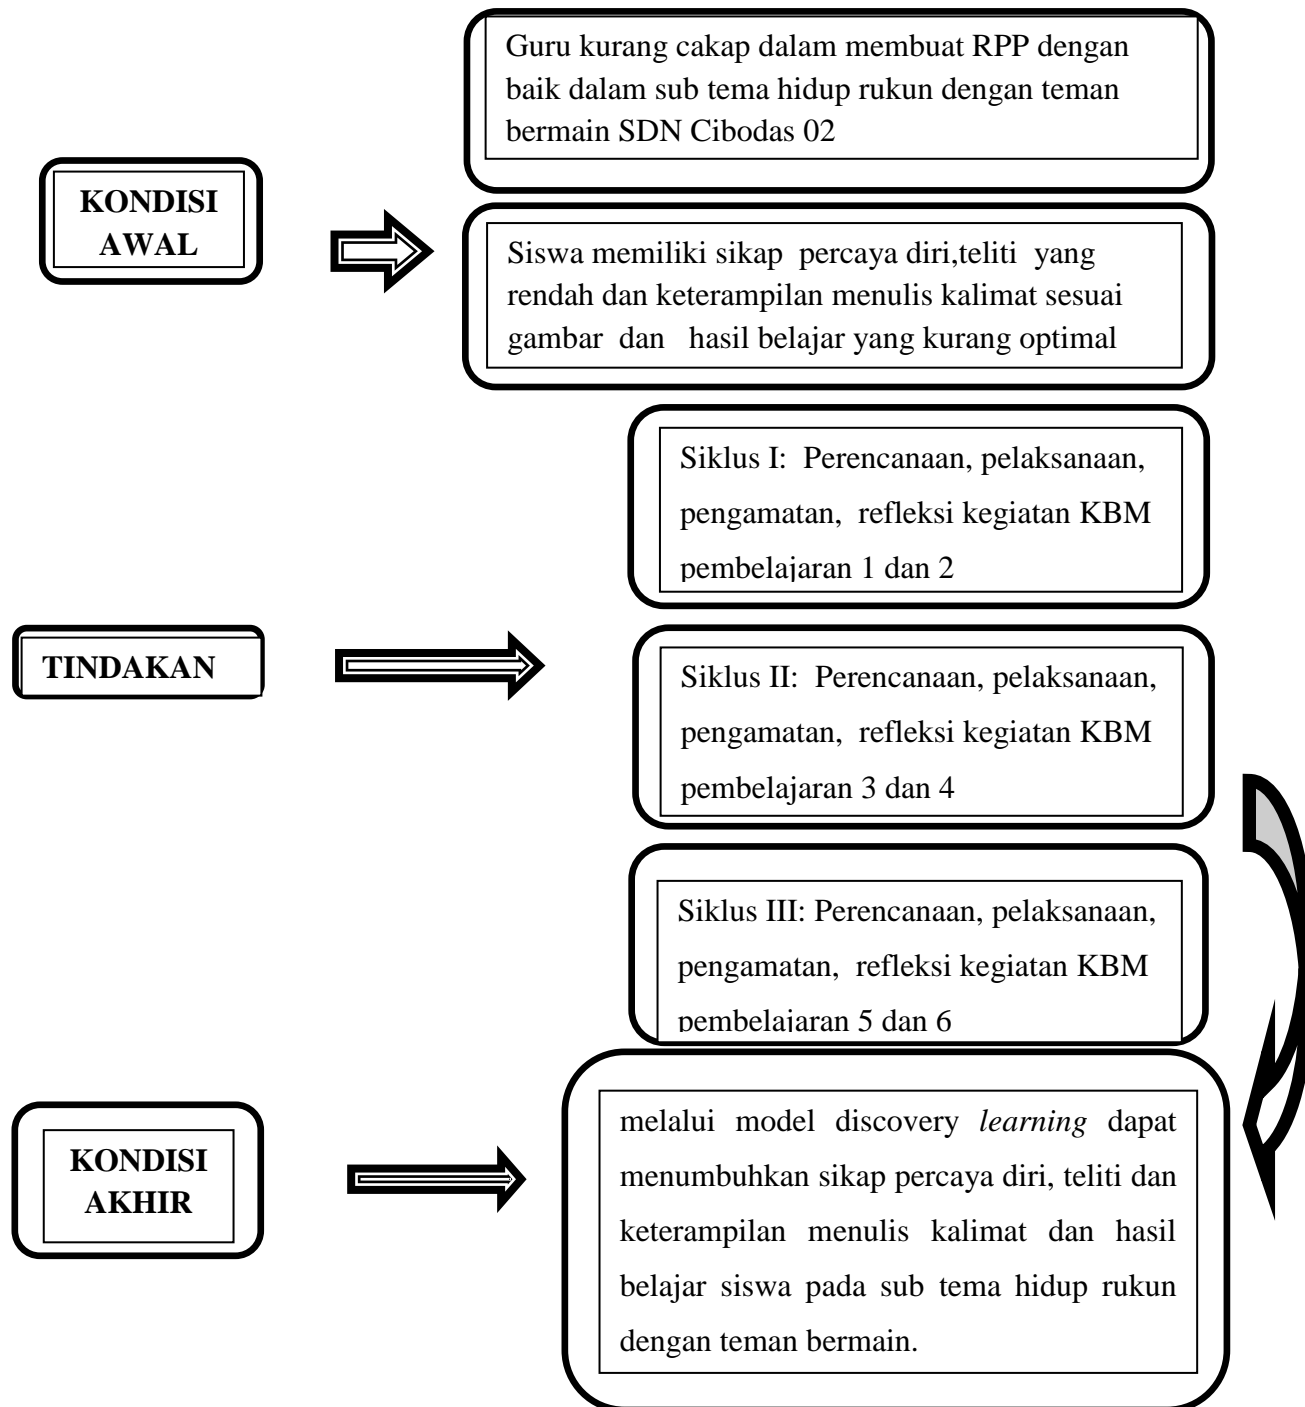 Guru kurang cakap dalam membuat RPP dengan
baik dalam sub tema hidup rukun dengan teman
bermain SDN Cibodas 02
KONDISI
AWAL
Siswa memiliki sikap percaya diri,teliti yang
rendah dan keterampilan menulis kalimat sesuai
gambar dan hasil belajar yang kurang optimal
Siklus I: Perencanaan, pelaksanaan,
pengamatan, refleksi kegiatan KBM
pembelajaran 1 dan 2
TINDAKAN
Siklus II: Perencanaan, pelaksanaan,
pengamatan, refleksi kegiatan KBM
pembelajaran 3 dan 4
Siklus III: Perencanaan, pelaksanaan,
pengamatan, refleksi kegiatan KBM
pembelajaran 5 dan 6
KONDISI
AKHIR
melalui model discovery learning dapat
menumbuhkan sikap percaya diri, teliti dan
keterampilan menulis kalimat dan hasil
belajar siswa pada sub tema hidup rukun
dengan teman bermain.